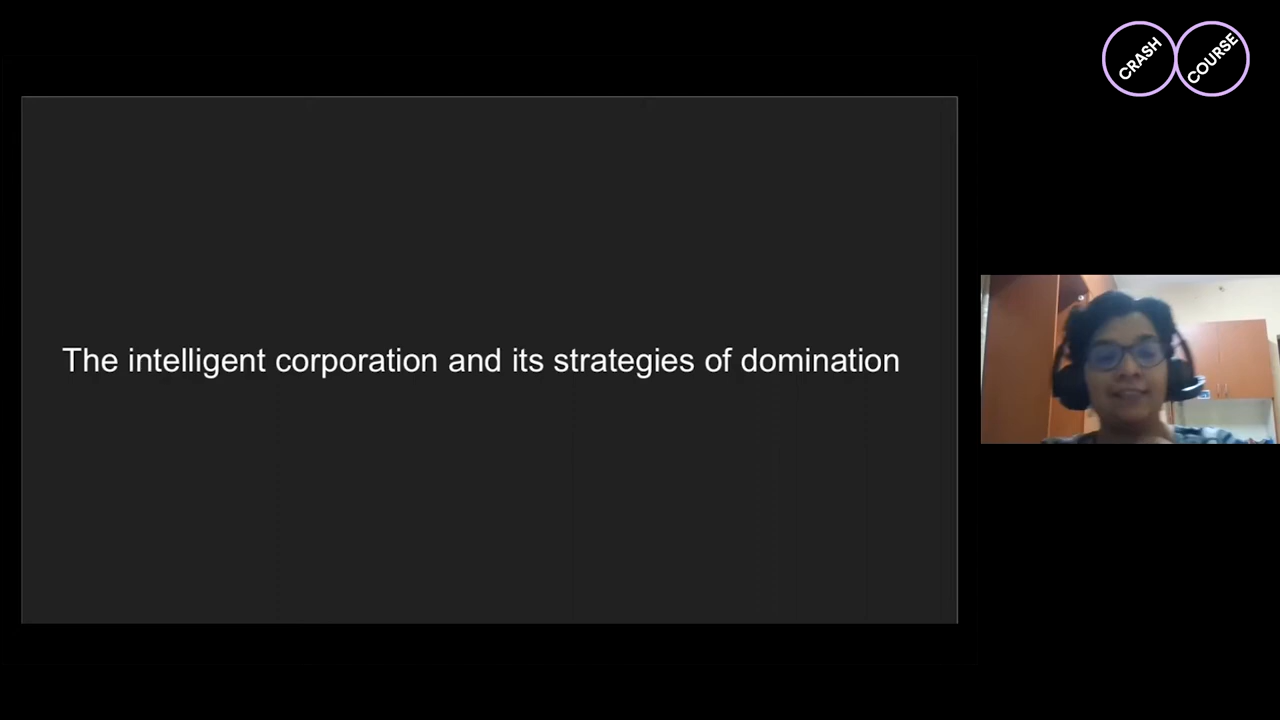 CRASH COURSE
The intelligent corporation and its strategies of domination